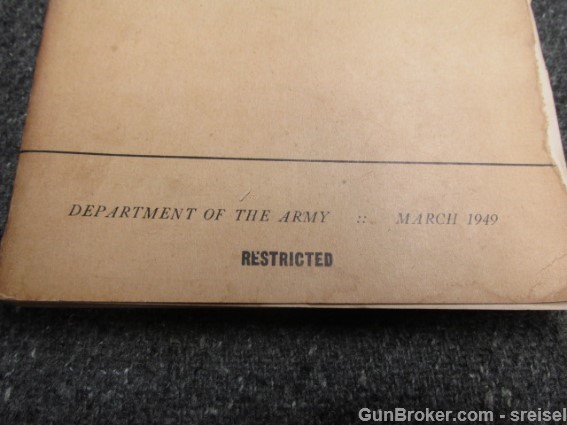 DEPARTMENT OF THE ARMY :: MARCH 1949
RESTRICTED
GunBroker.com - sreisel